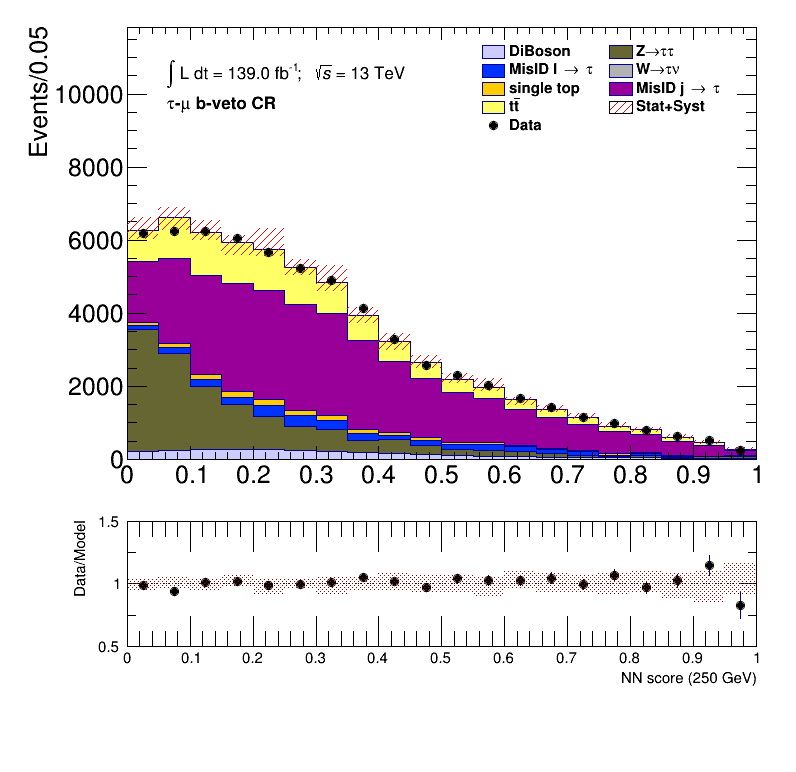 Events/0.05
10000
8000
6000
4000
2000
0
∫ L dt = 139.0 fb⁻¹; √s = 13 TeV
τ-μ b-veto CR
DiBoson
MisID l → τ
single top
tt̄
Data
Z→ττ
W→τν
MisID j → τ
Stat+Syst
0 0.1 0.2 0.3 0.4 0.5 0.6 0.7 0.8 0.9 1
Data/Model
1.5
1
0.5
0 0.1 0.2 0.3 0.4 0.5 0.6 0.7 0.8 0.9 1
NN score (250 GeV)